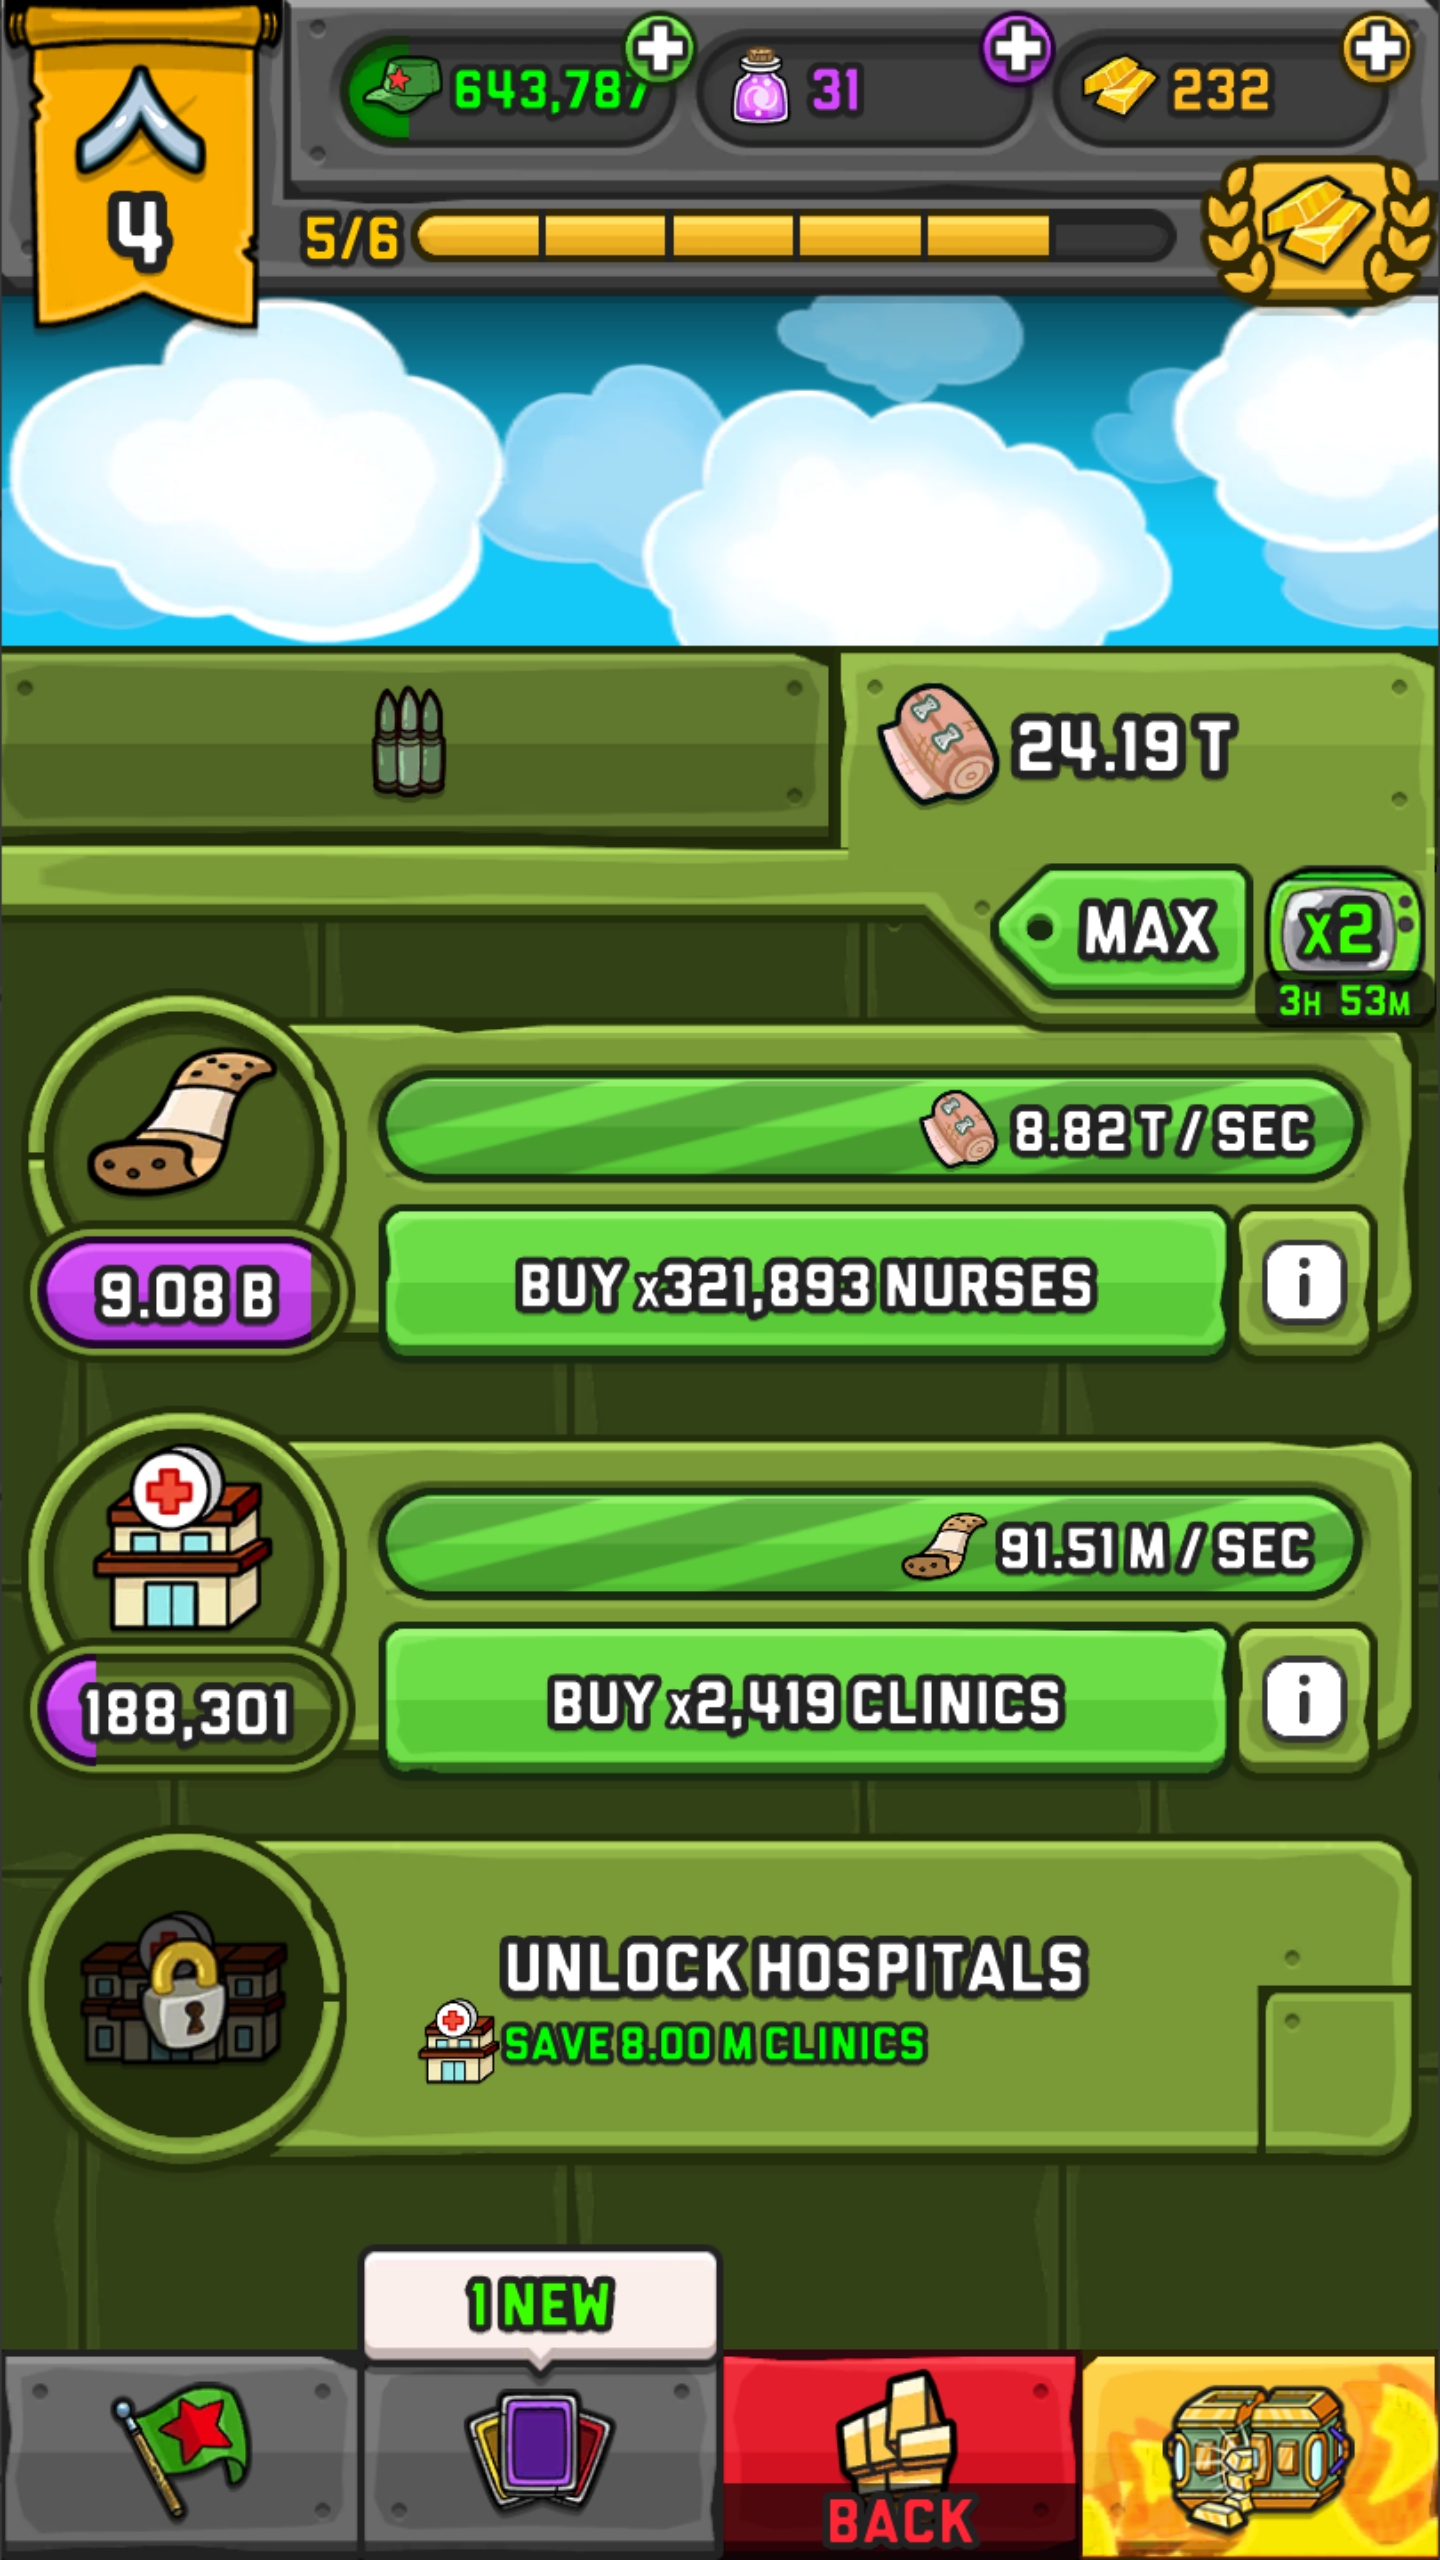 643,787
31
232
4
5/6
24.19 T
MAX
x2
3H 53M
8.82 T / SEC
9.08 B
BUY x321,893 NURSES
i
91.51 M / SEC
188,301
BUY x2,419 CLINICS
i
UNLOCK HOSPITALS
SAVE 8.00 M CLINICS
1 NEW
BACK